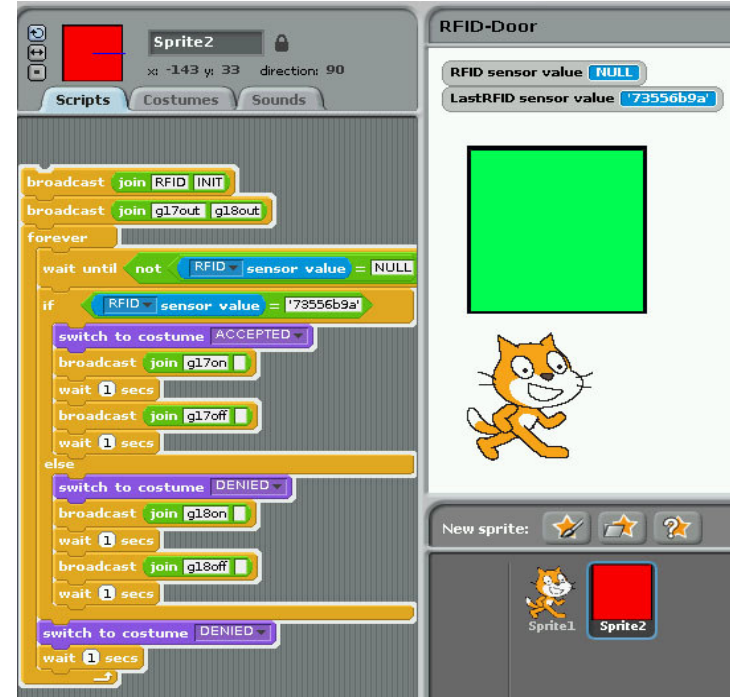 Sprite2
x: -143 y: 33 direction: 90
Scripts Costumes Sounds
broadcast join RFID INIT
broadcast join g17out g18out
forever
wait until not RFID sensor value = NULL
if RFID sensor value = '73556b9a'
switch to costume ACCEPTED
broadcast join g17on
wait 1 secs
broadcast join g17off
wait 1 secs
else
switch to costume DENIED
broadcast join g18on
wait 1 secs
broadcast join g18off
wait 1 secs
switch to costume DENIED
wait 1 secs
RFID-Door
RFID sensor value NULL
LastRFID sensor value '73556b9a'
New sprite:
Sprite1 Sprite2